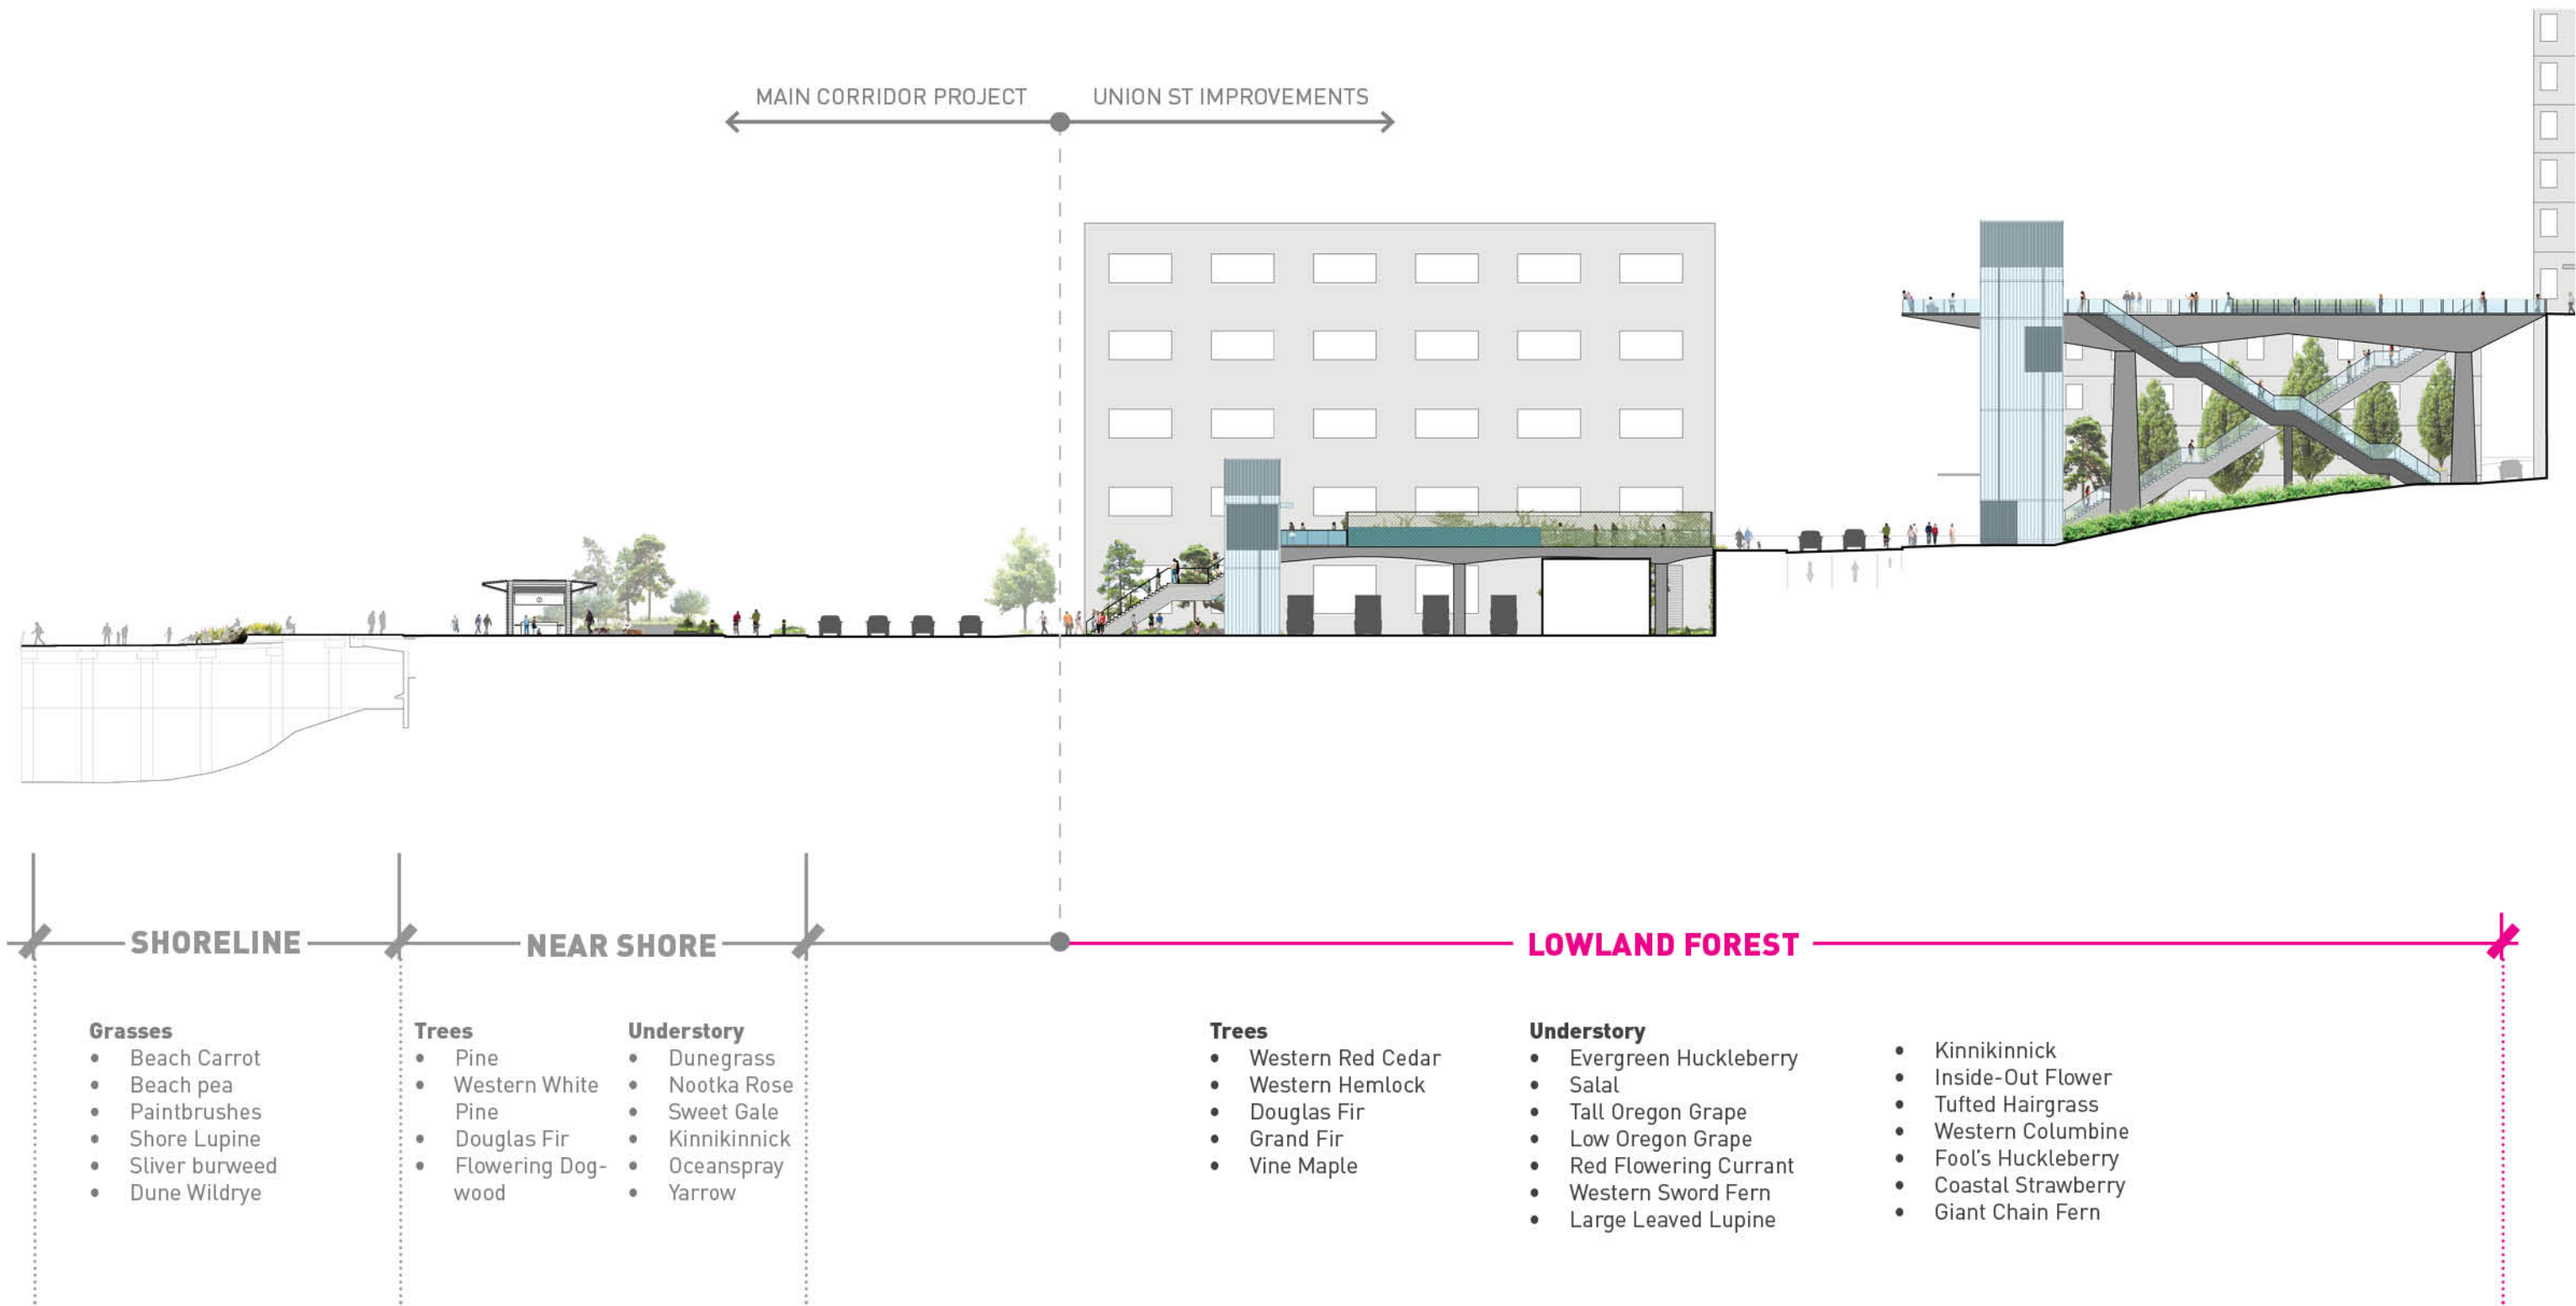 MAIN CORRIDOR PROJECT
UNION ST IMPROVEMENTS
SHORELINE
NEAR SHORE
LOWLAND FOREST
Grasses
• Beach Carrot
• Beach pea
• Paintbrushes
• Shore Lupine
• Sliver burweed
• Dune Wildrye
Trees
• Pine
• Western White
Pine
• Douglas Fir
• Flowering Dog-
wood
Understory
• Dunegrass
• Nootka Rose
• Sweet Gale
• Kinnikinnick
• Oceanspray
• Yarrow
Trees
• Western Red Cedar
• Western Hemlock
• Douglas Fir
• Grand Fir
• Vine Maple
Understory
• Evergreen Huckleberry
• Salal
• Tall Oregon Grape
• Low Oregon Grape
• Red Flowering Currant
• Western Sword Fern
• Large Leaved Lupine
• Kinnikinnick
• Inside-Out Flower
• Tufted Hairgrass
• Western Columbine
• Fool's Huckleberry
• Coastal Strawberry
• Giant Chain Fern